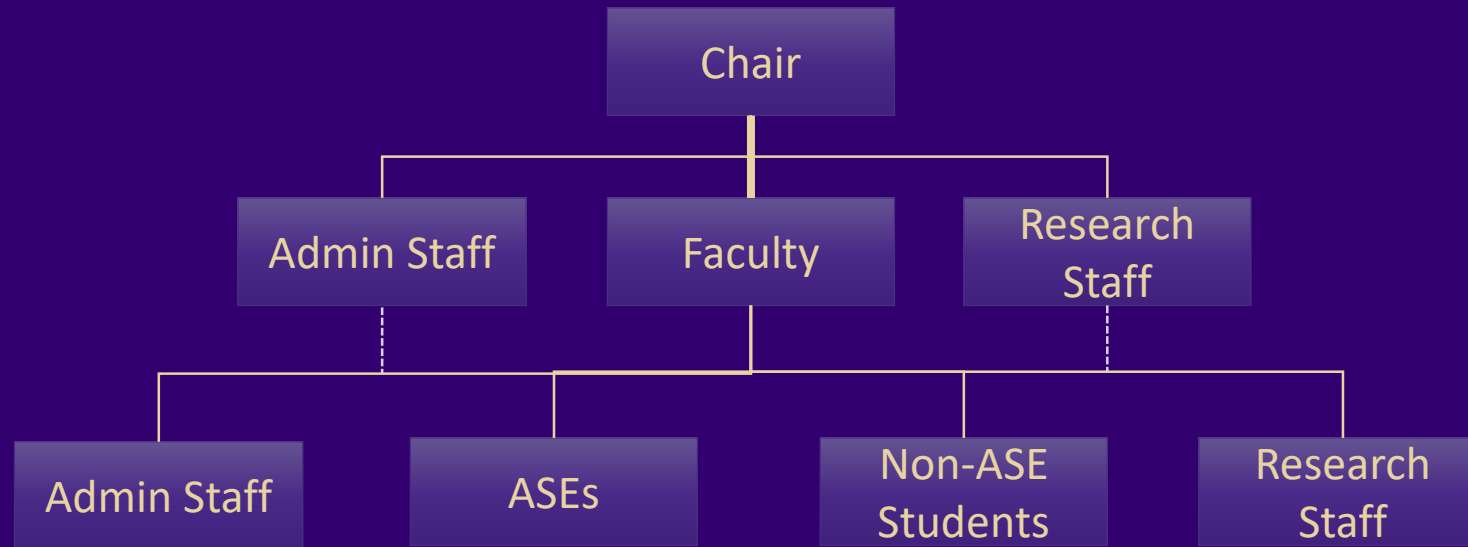 Chair
Admin Staff
Faculty
Research
Staff
Admin Staff
ASEs
Non-ASE
Students
Research
Staff